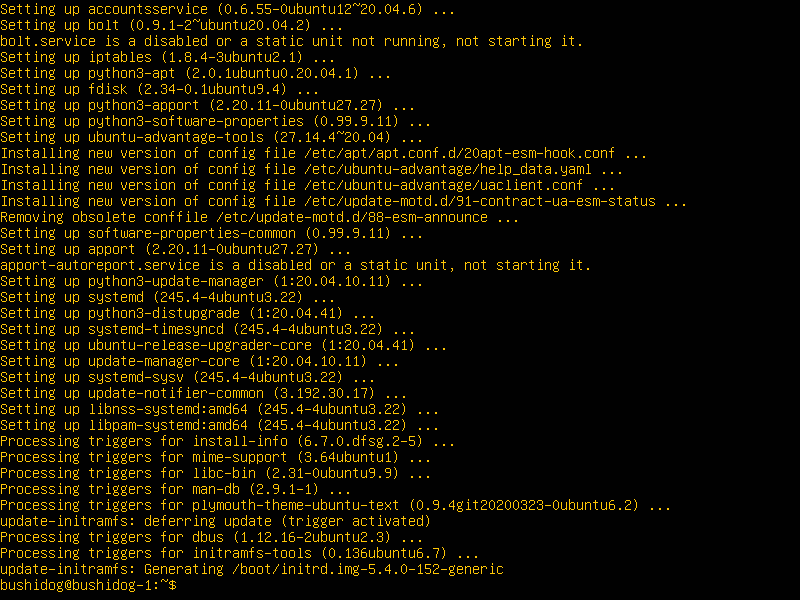 Setting up accountsservice (0.6.55-0ubuntu12~20.04.6) ...
Setting up bolt (0.9.1-2~ubuntu20.04.2) ...
bolt.service is a disabled or a static unit not running, not starting it.
Setting up iptables (1.8.4-3ubuntu2.1) ...
Setting up python3-apt (2.0.1ubuntu0.20.04.1) ...
Setting up fdisk (2.34-0.1ubuntu9.4) ...
Setting up python3-apport (2.20.11-0ubuntu27.27) ...
Setting up python3-software-properties (0.99.9.11) ...
Setting up ubuntu-advantage-tools (27.14.4~20.04) ...
Installing new version of config file /etc/apt/apt.conf.d/20apt-esm-hook.conf ...
Installing new version of config file /etc/ubuntu-advantage/help_data.yaml ...
Installing new version of config file /etc/ubuntu-advantage/uaclient.conf ...
Installing new version of config file /etc/update-motd.d/91-contract-ua-esm-status ...
Removing obsolete conffile /etc/update-motd.d/88-esm-announce ...
Setting up software-properties-common (0.99.9.11) ...
Setting up apport (2.20.11-0ubuntu27.27) ...
apport-autoreport.service is a disabled or a static unit, not starting it.
Setting up python3-update-manager (1:20.04.10.11) ...
Setting up systemd (245.4-4ubuntu3.22) ...
Setting up python3-distupgrade (1:20.04.41) ...
Setting up systemd-timesyncd (245.4-4ubuntu3.22) ...
Setting up ubuntu-release-upgrader-core (1:20.04.41) ...
Setting up update-manager-core (1:20.04.10.11) ...
Setting up systemd-sysv (245.4-4ubuntu3.22) ...
Setting up update-notifier-common (3.192.30.17) ...
Setting up libnss-systemd:amd64 (245.4-4ubuntu3.22) ...
Setting up libpam-systemd:amd64 (245.4-4ubuntu3.22) ...
Processing triggers for install-info (6.7.0.dfsg.2-5) ...
Processing triggers for mime-support (3.64ubuntu1) ...
Processing triggers for libc-bin (2.31-0ubuntu9.9) ...
Processing triggers for man-db (2.9.1-1) ...
Processing triggers for plymouth-theme-ubuntu-text (0.9.4git20200323-0ubuntu6.2) ...
update-initramfs: deferring update (trigger activated)
Processing triggers for dbus (1.12.16-2ubuntu2.3) ...
Processing triggers for initramfs-tools (0.136ubuntu6.7) ...
update-initramfs: Generating /boot/initrd.img-5.4.0-152-generic
bushidog@bushidog-1:~$